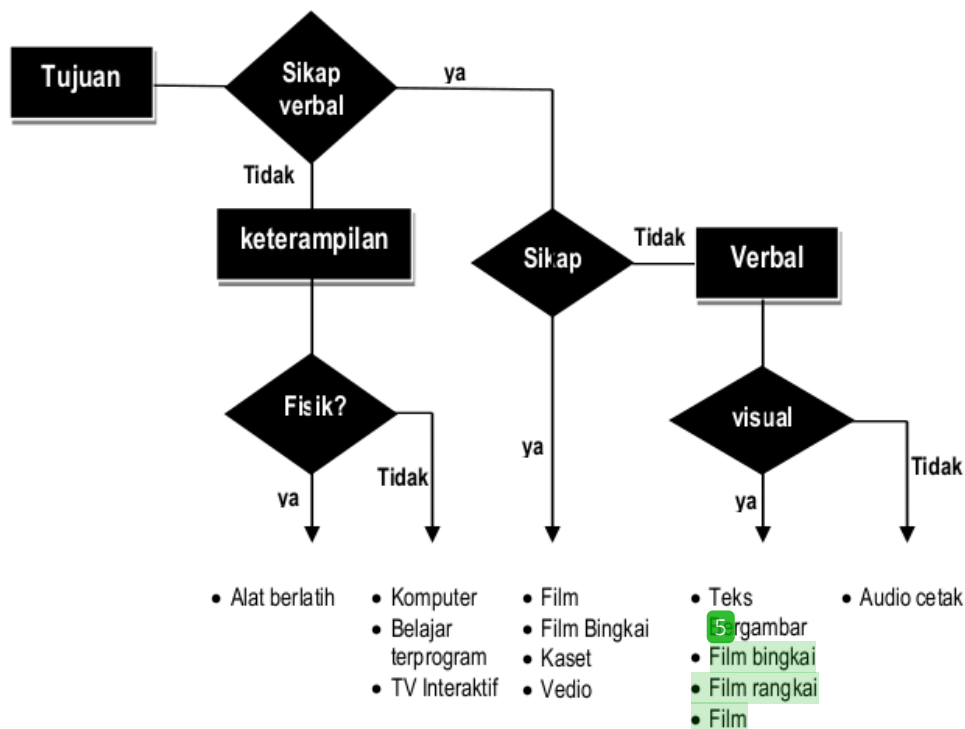 Tujuan
Sikap
verbal
ya
Tidak
keterampilan
Sikap
Tidak
Verbal
Fisik?
Tidak
ya
ya
visual
Tidak
ya
• Alat berlatih
• Komputer
• Belajar
terprogram
• TV Interaktif
• Film
• Film Bingkai
• Kaset
• Vedio
• Teks
5
Bergambar
• Film bingkai
• Film rangkai
• Film
• Audio cetak